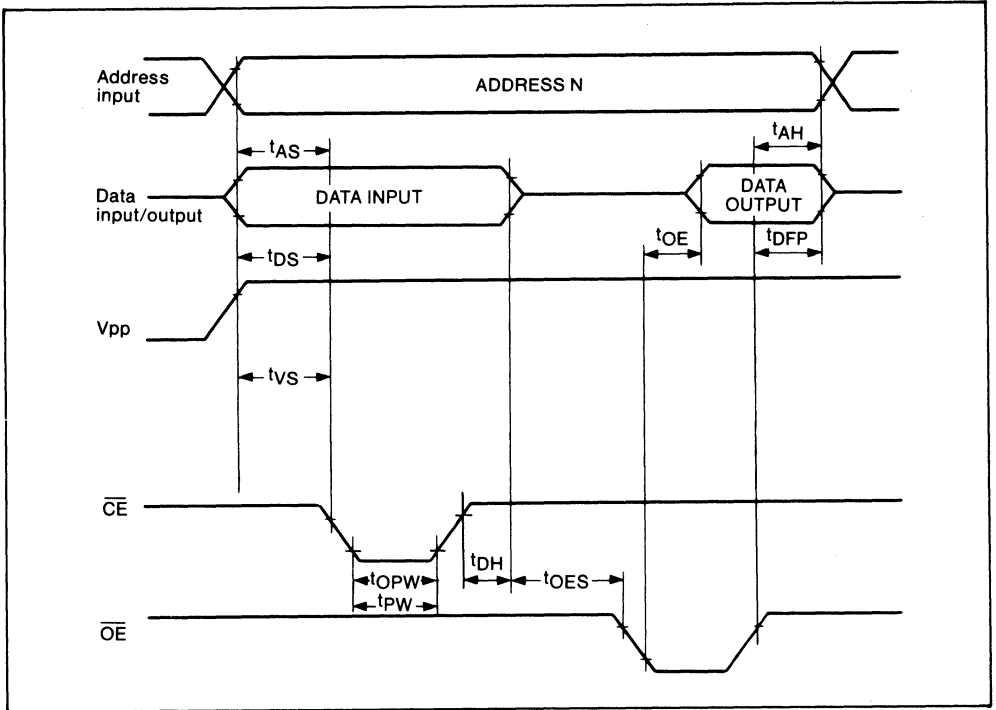 Address
input
ADDRESS N
tAH
tAS
Data
input/output
DATA INPUT
DATA
OUTPUT
tOE
tDFP
tDS
Vpp
tVS
CE
tDH
tOES
tOPW
tPW
OE